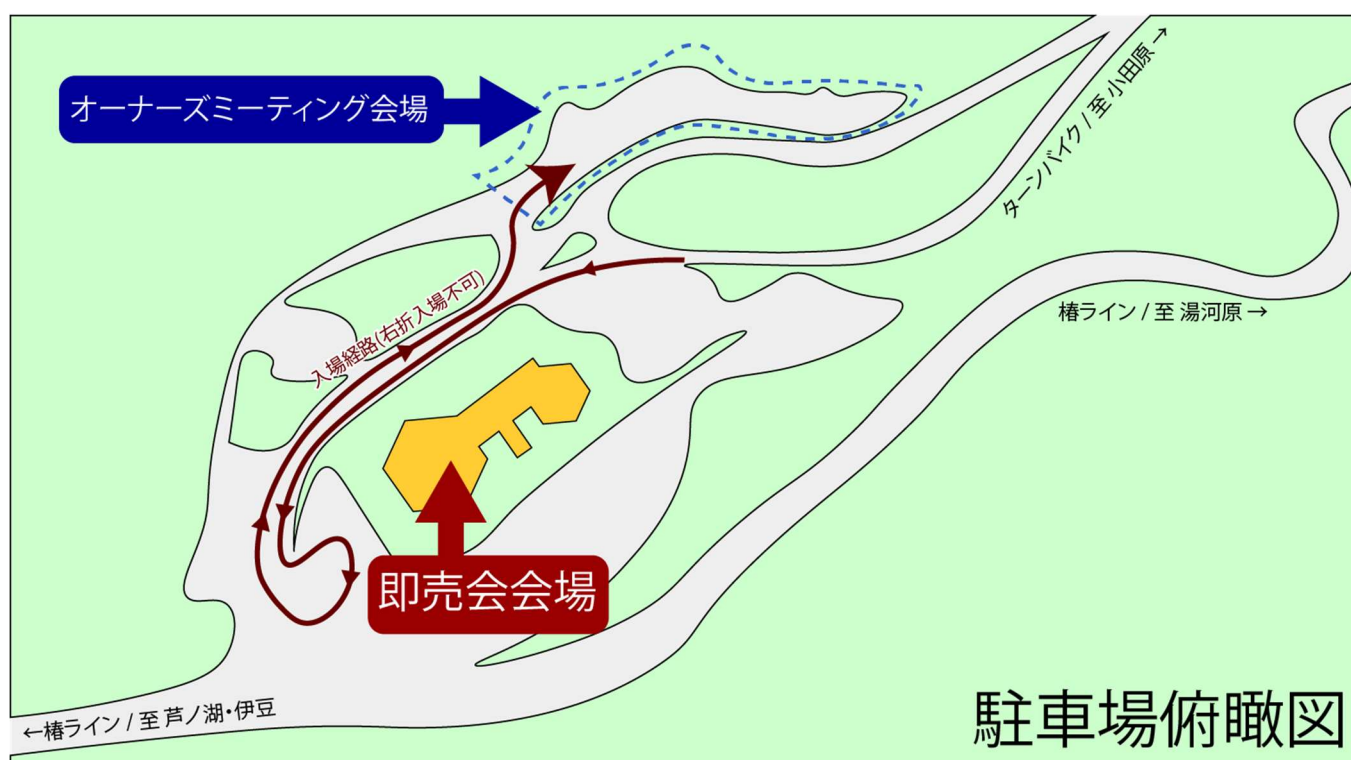 オーナーズミーティング会場
ターンバイク / 至 小田原 →
椿ライン / 至 湯河原 →
入場経路(右折入場不可)
即売会会場
←椿ライン / 至 芦ノ湖・伊豆
駐車場俯瞰図